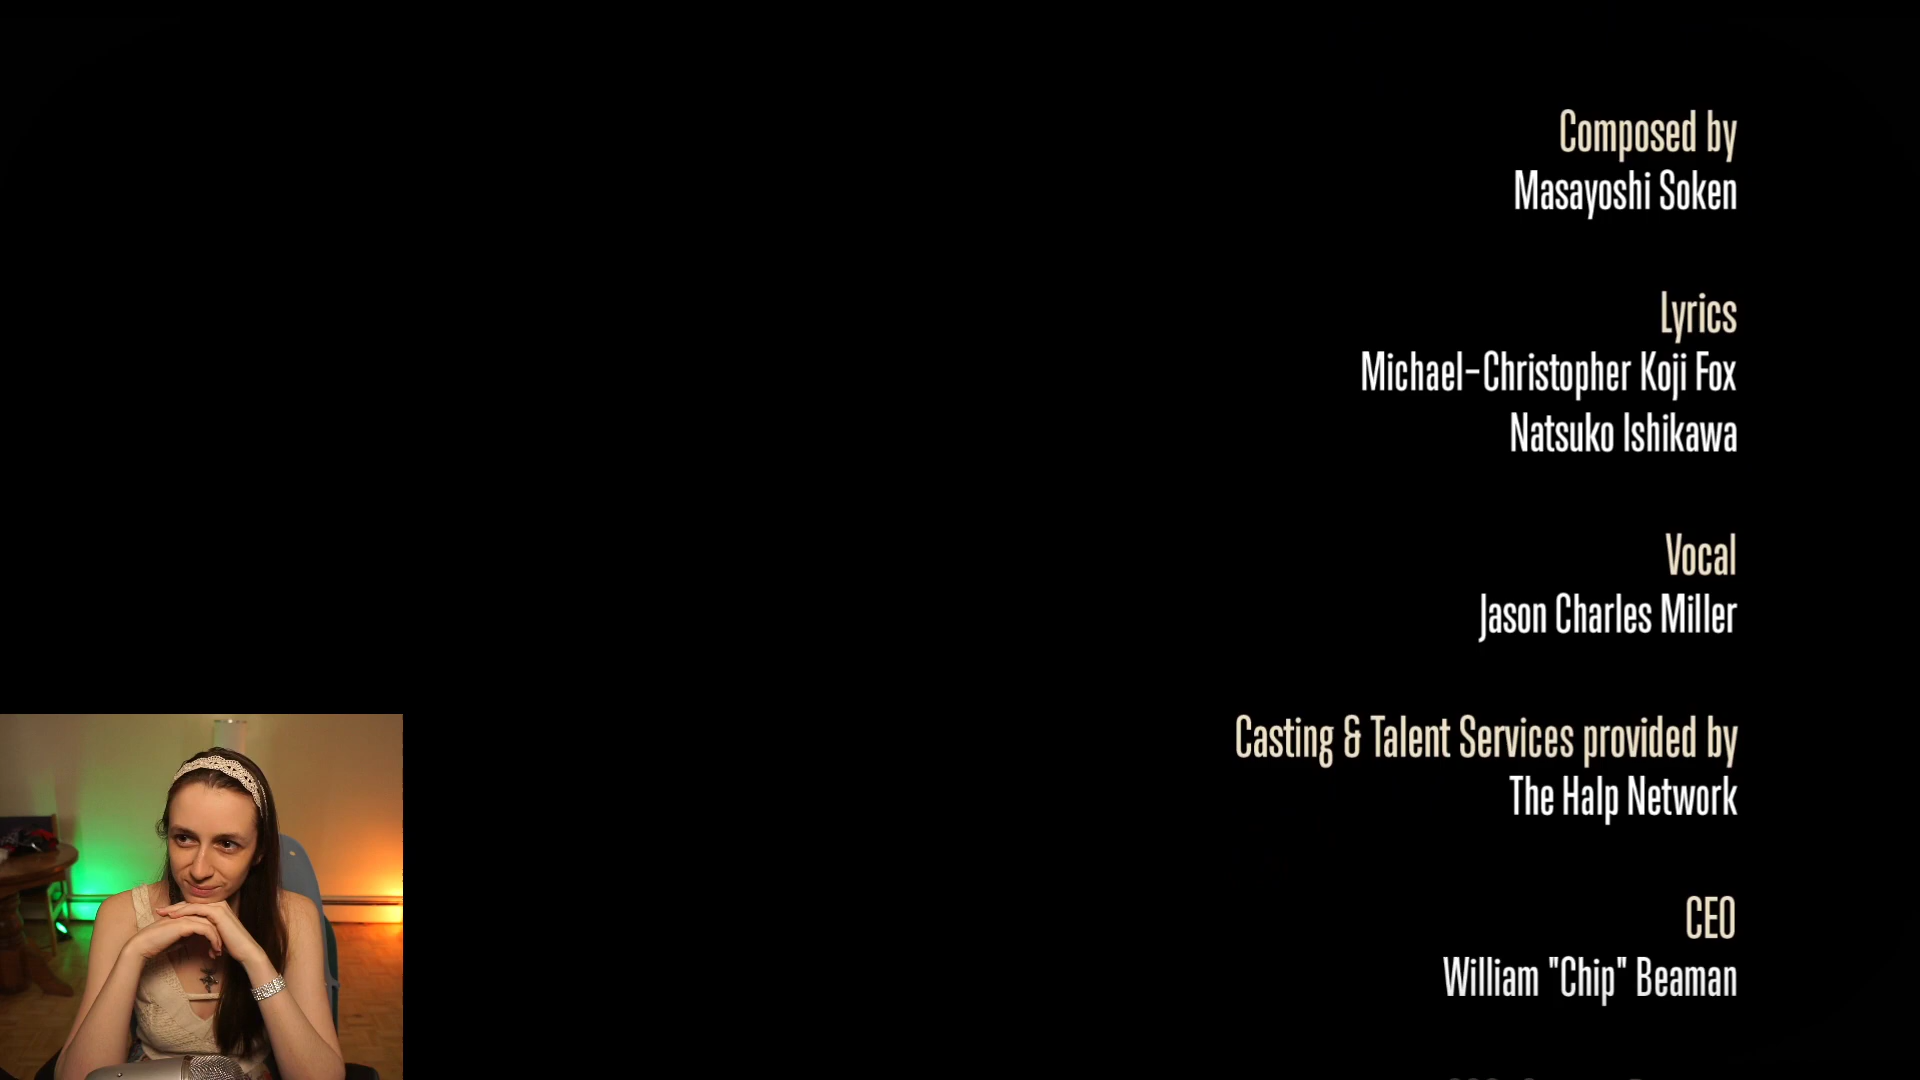 Composed by
Masayoshi Soken
Lyrics
Michael-Christopher Koji Fox
Natsuko Ishikawa
Vocal
Jason Charles Miller
Casting & Talent Services provided by
The Halp Network
CEO
William "Chip" Beaman